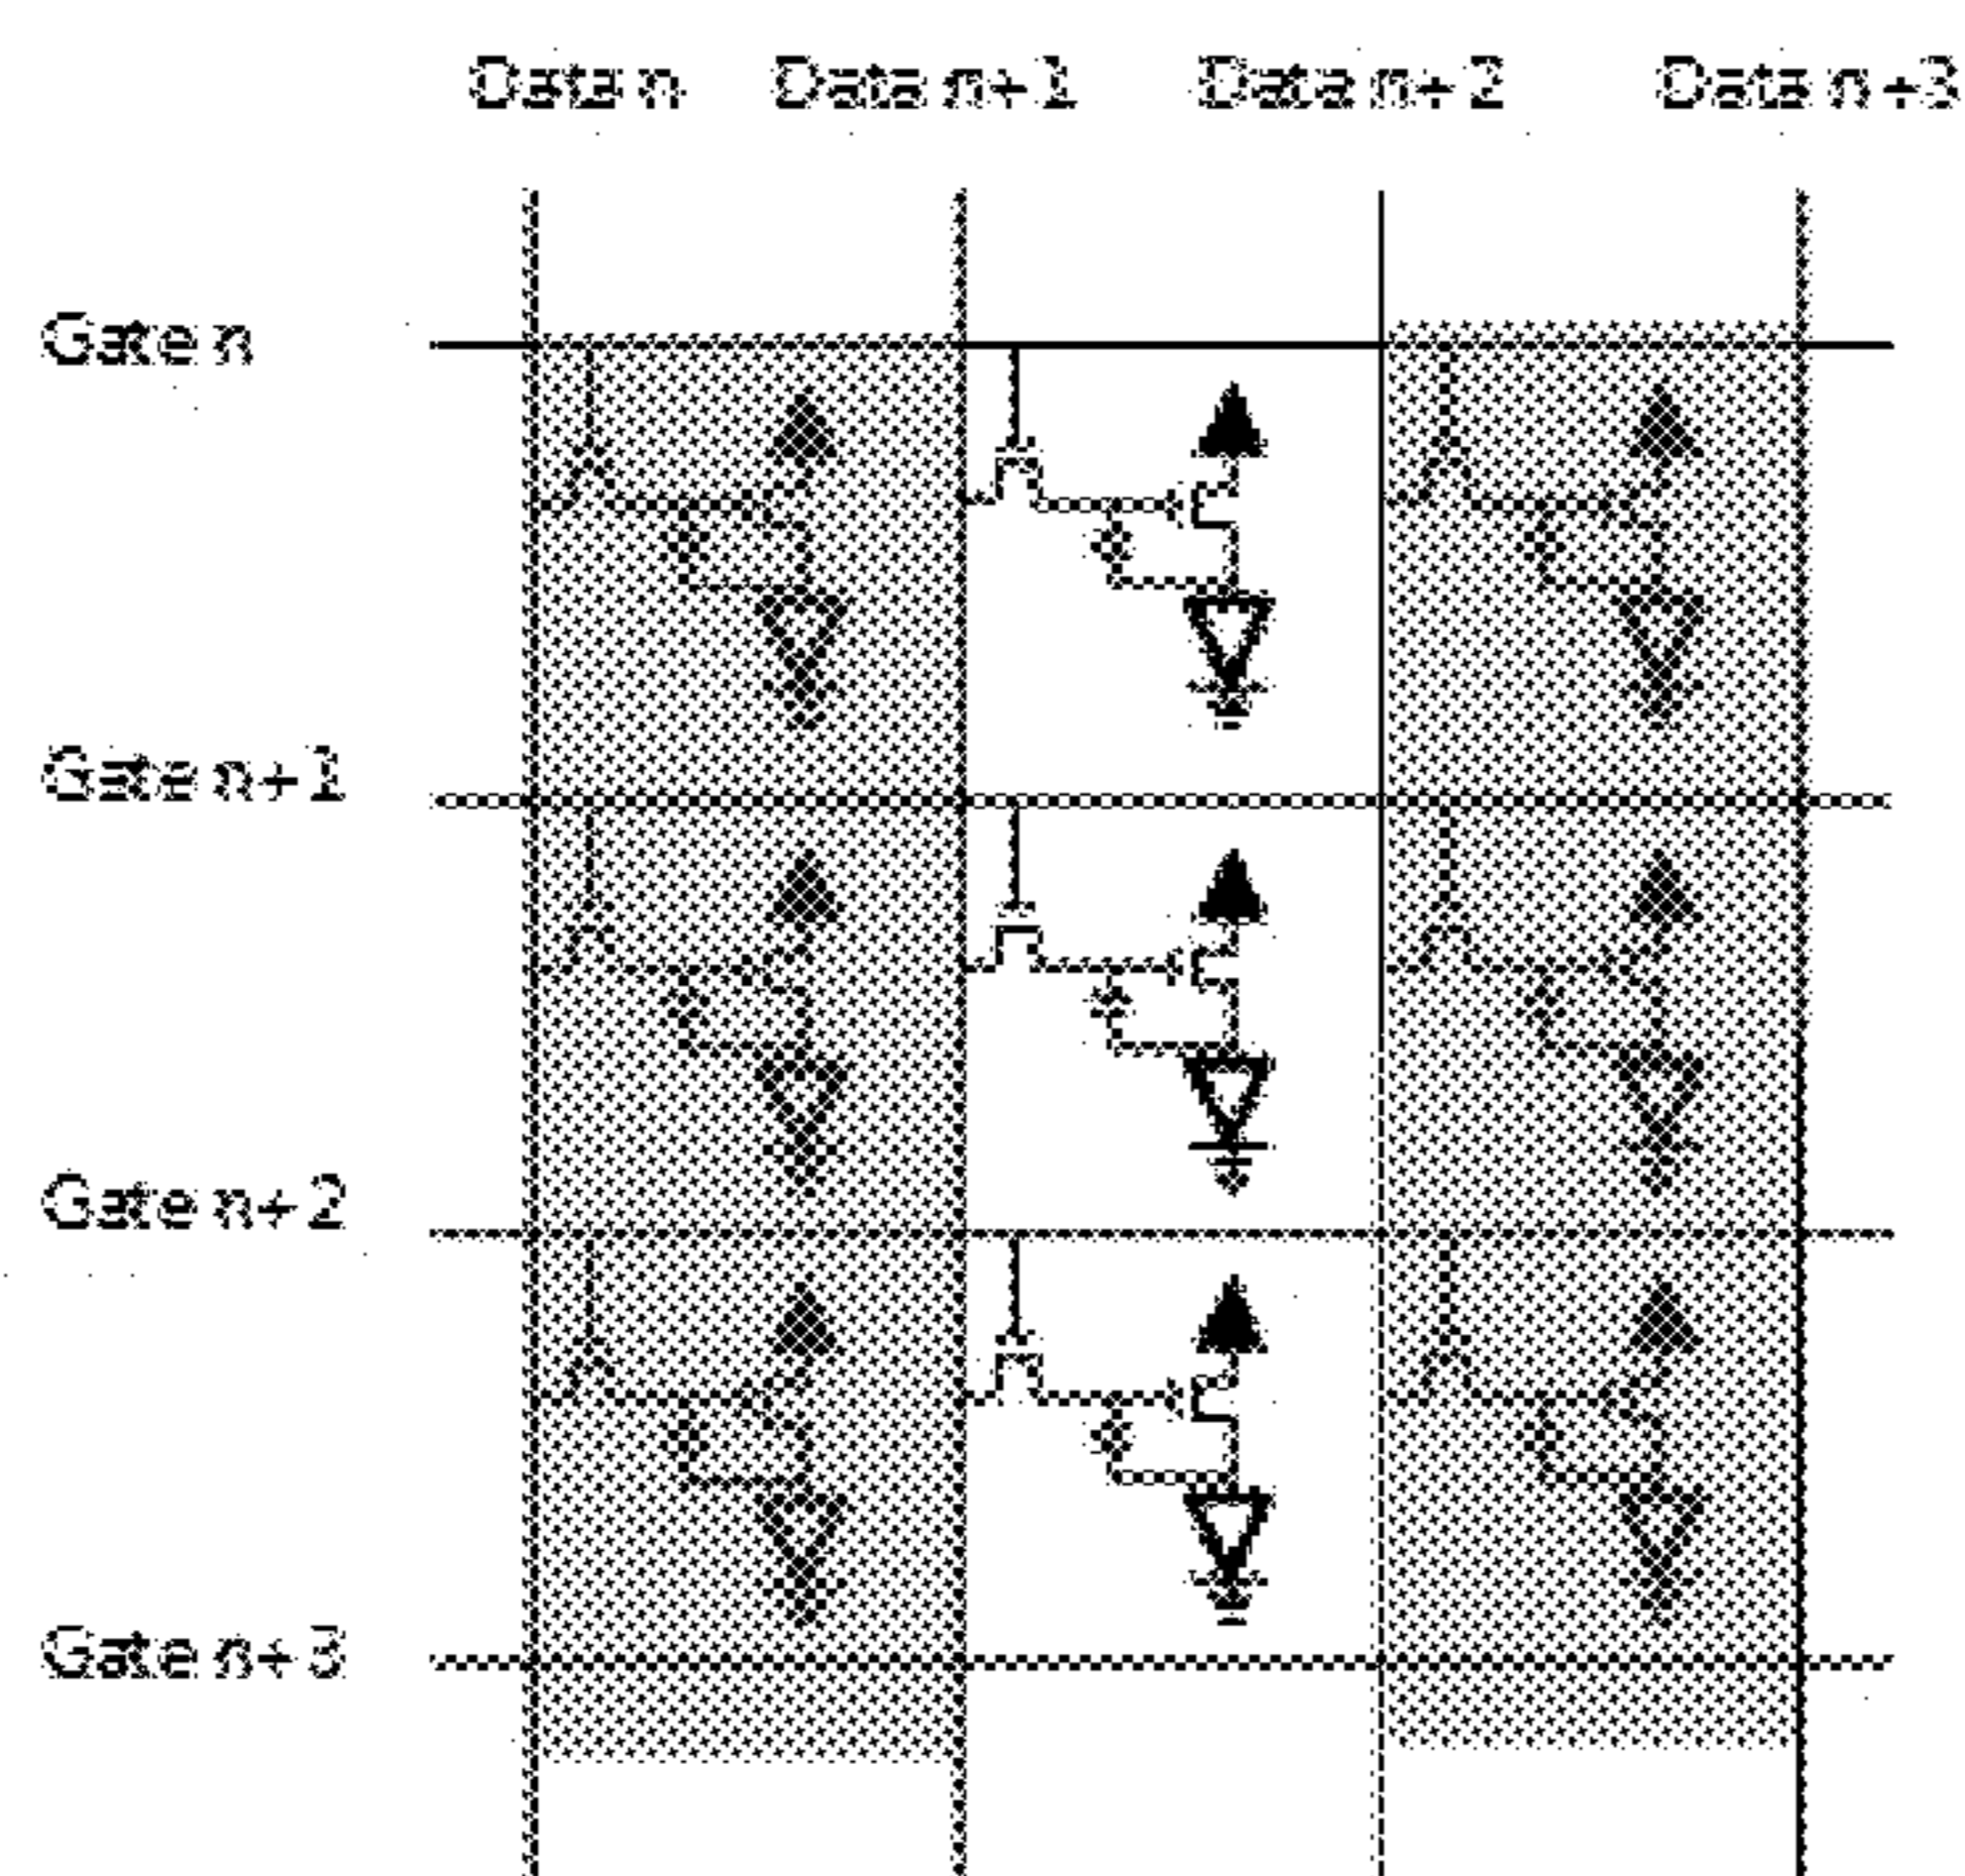 Data n Data n+1 Data n+2 Data n+3
Gate n
Gate n+1
Gate n+2
Gate n+3